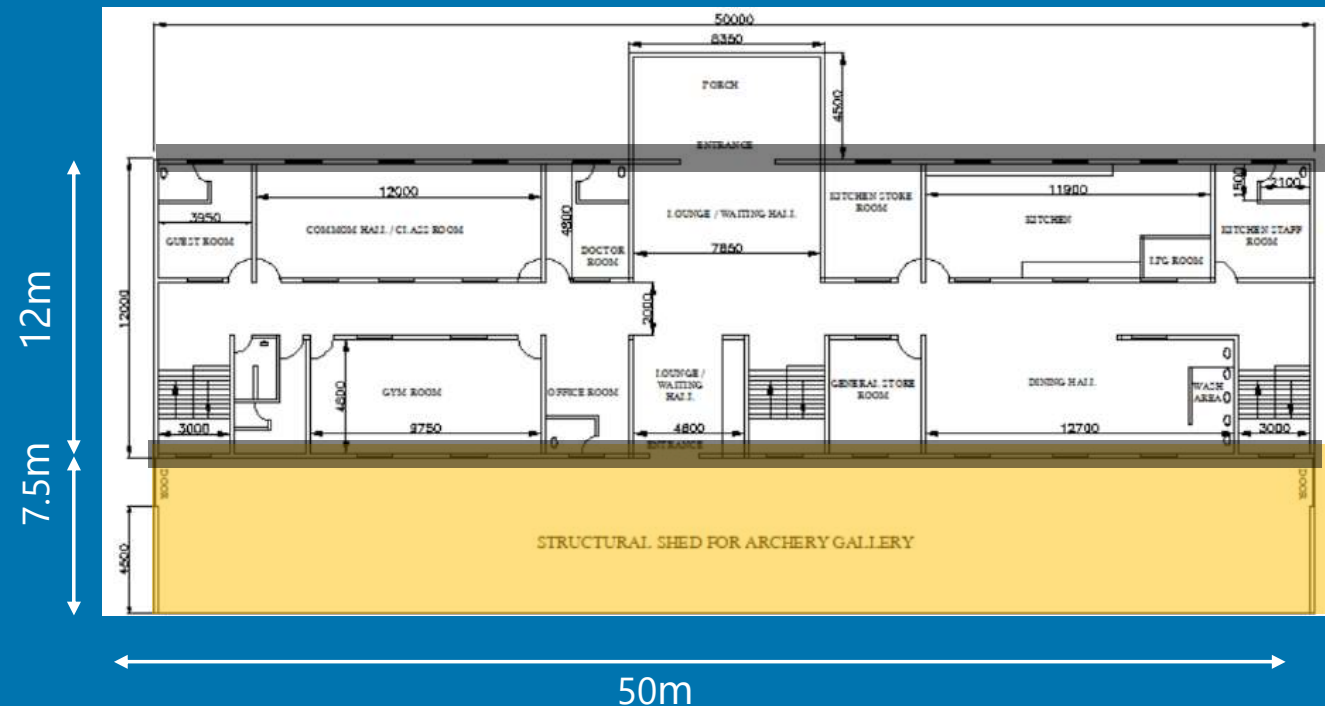 50000
8350
PORCH
4500
ENTRANCE
12000
3950
GUEST ROOM
COMMOM HALL / CLASS ROOM
4800
DOCTOR
ROOM
LOUNGE / WAITING HALL
7850
KITCHEN STORE
ROOM
11900
KITCHEN
LPG ROOM
1500
2100
KITCHEN STAFF
ROOM
12m
12000
2000
3000
4800
GYM ROOM
9750
OFFICE ROOM
LOUNGE /
WAITING
HALL
4800
ENTRANCE
GENERAL STORE
ROOM
DINING HALL
12700
WASH
AREA
3000
7.5m
4500
DOOR
STRUCTURAL SHED FOR ARCHERY GALLERY
DOOR
50m